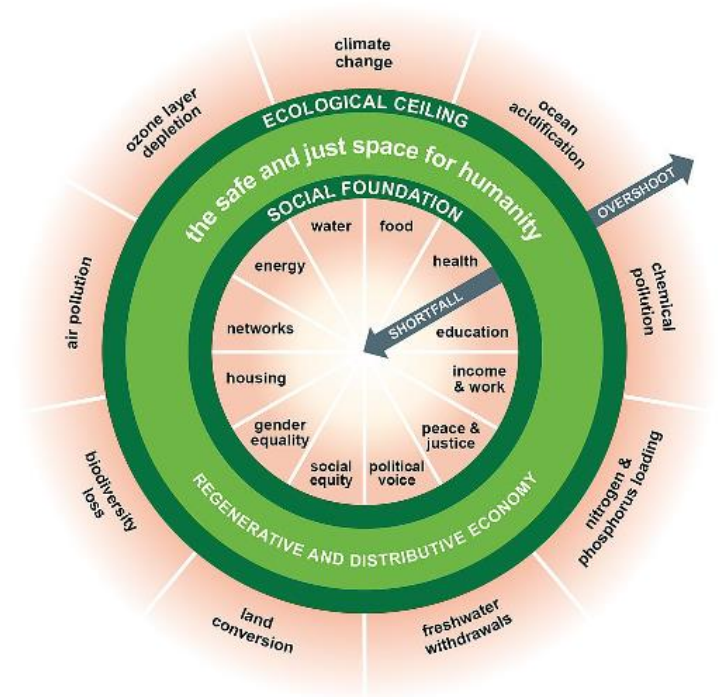 climate
change
ozone layer
depletion
ocean
acidification
ECOLOGICAL CEILING
the safe and just space for humanity
OVERSHOOT
SOCIAL FOUNDATION
water
food
energy
health
air pollution
chemical
pollution
SHORTFALL
networks
education
housing
income
& work
gender
equality
peace &
justice
social
equity
political
voice
biodiversity
loss
nitrogen &
phosphorus loading
REGENERATIVE AND DISTRIBUTIVE ECONOMY
land
conversion
freshwater
withdrawals